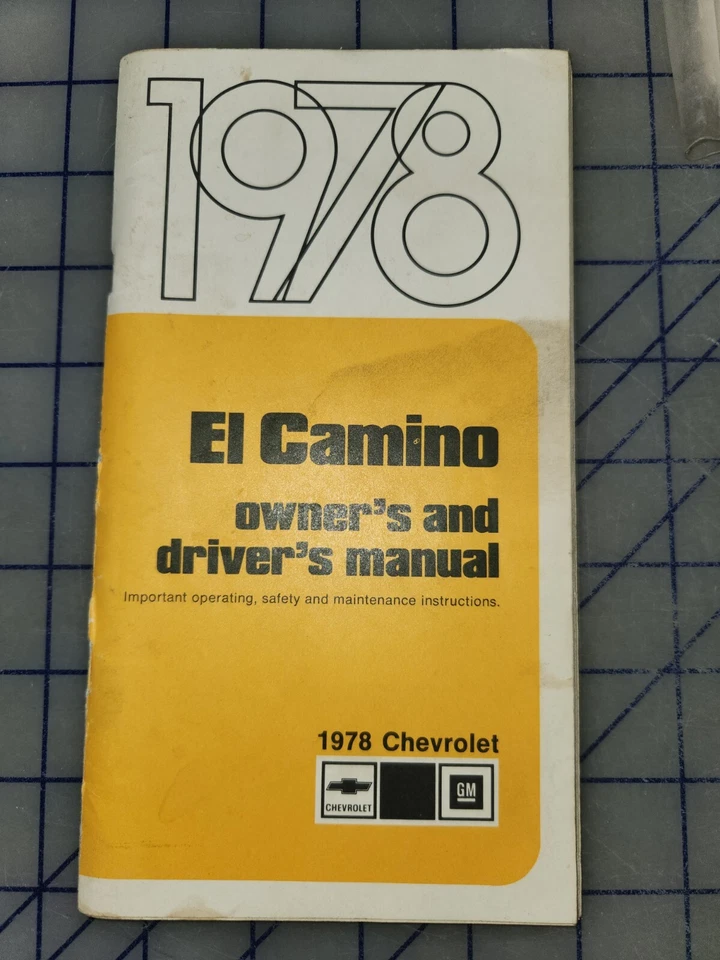 1978
El Camino
owner's and
driver's manual
Important operating, safety and maintenance instructions.
1978 Chevrolet
CHEVROLET
GM